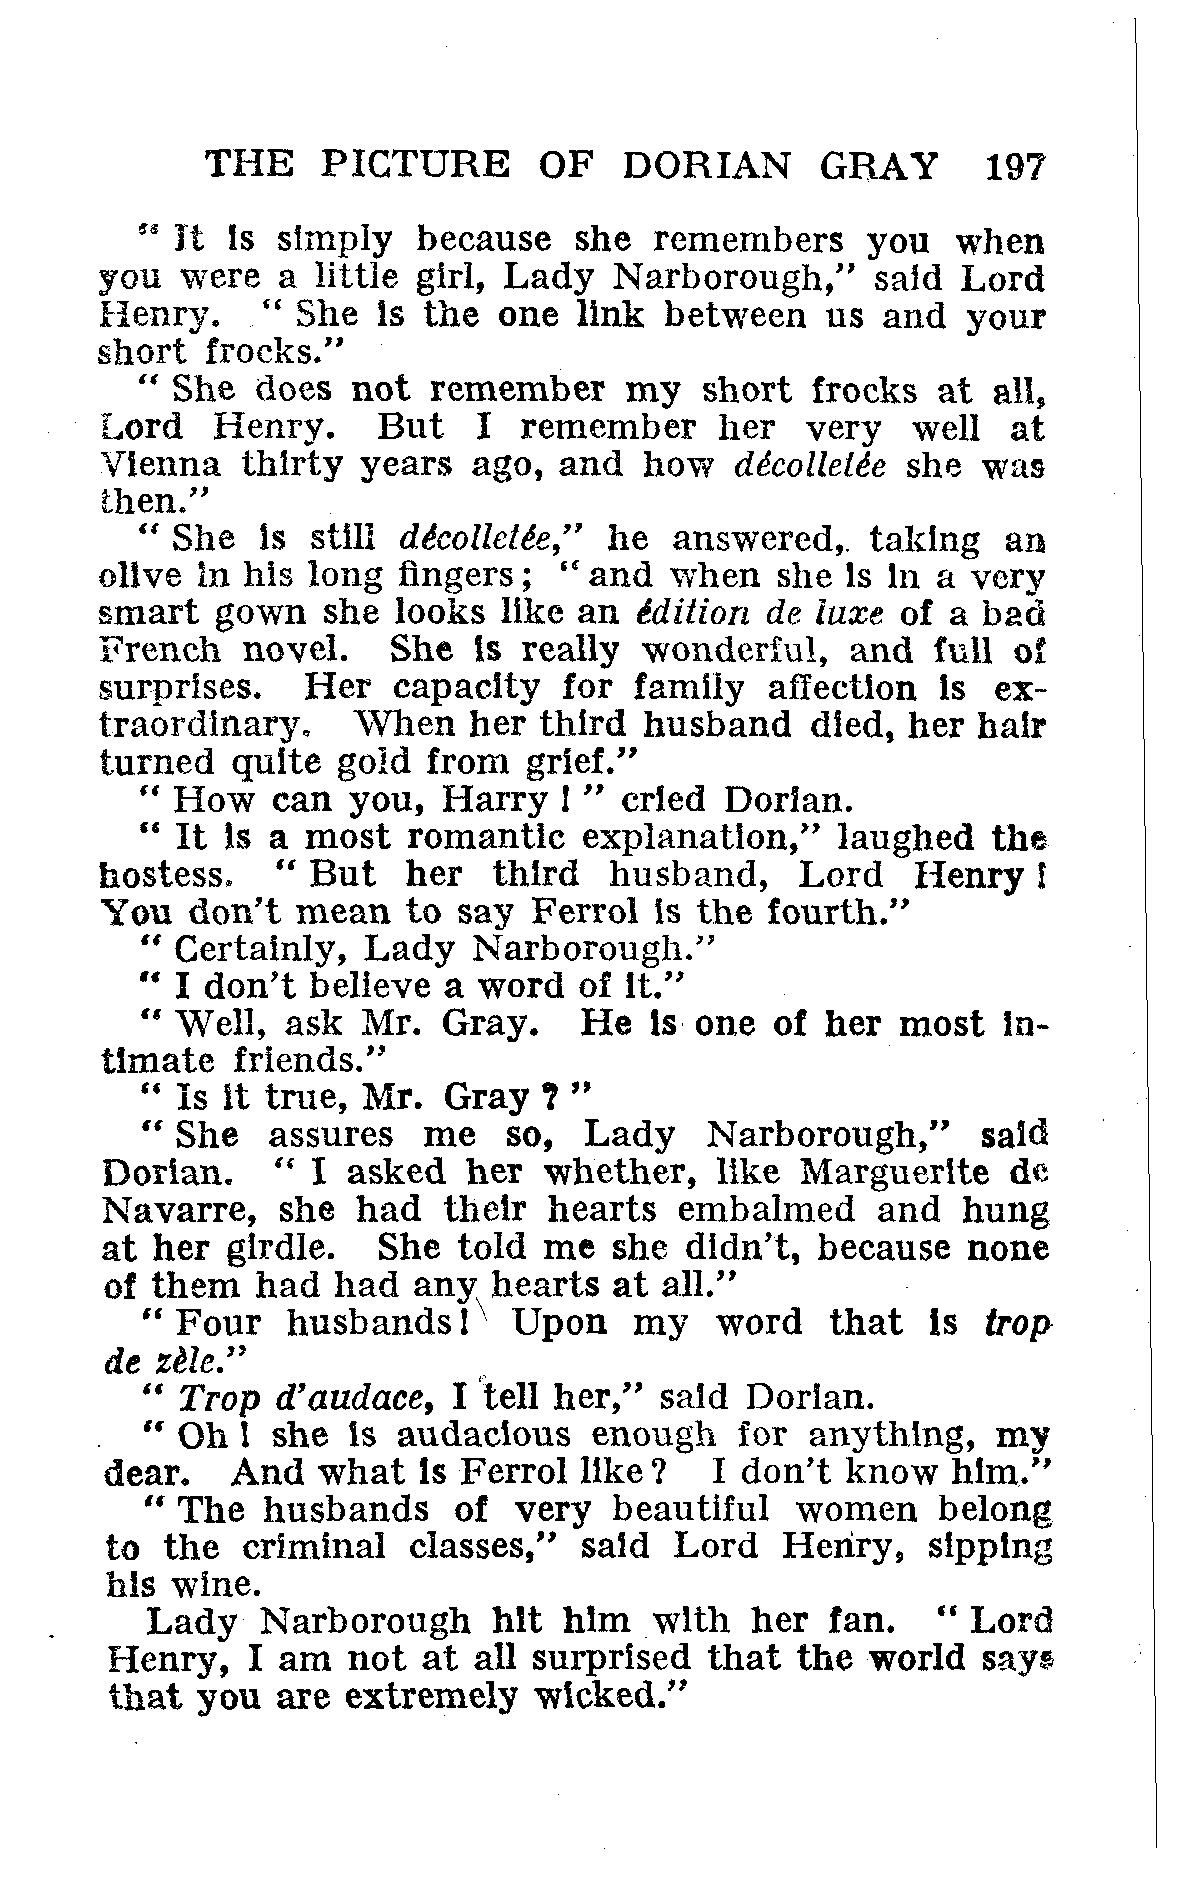 THE PICTURE OF DORIAN GRAY 197
“ It is simply because she remembers you when
you were a little girl, Lady Narborough,” said Lord
Henry. “ She is the one link between us and your
short frocks.”
“ She does not remember my short frocks at all,
Lord Henry. But I remember her very well at
Vienna thirty years ago, and how décolletée she was
then.”
“ She is still décolletée,” he answered, taking an
olive in his long fingers ; “ and when she is in a very
smart gown she looks like an édition de luxe of a bad
French novel. She is really wonderful, and full of
surprises. Her capacity for family affection is ex-
traordinary. When her third husband died, her hair
turned quite gold from grief.”
“ How can you, Harry ! ” cried Dorian.
“ It is a most romantic explanation,” laughed the
hostess. “ But her third husband, Lord Henry !
You don’t mean to say Ferrol is the fourth.”
“ Certainly, Lady Narborough.”
“ I don’t believe a word of it.”
“ Well, ask Mr. Gray. He is one of her most in-
timate friends.”
“ Is it true, Mr. Gray ? ”
“ She assures me so, Lady Narborough,” said
Dorian. “ I asked her whether, like Marguerite de
Navarre, she had their hearts embalmed and hung
at her girdle. She told me she didn’t, because none
of them had had any hearts at all.”
“ Four husbands ! Upon my word that is trop
de zèle.”
“ Trop d’audace, I tell her,” said Dorian.
“ Oh ! she is audacious enough for anything, my
dear. And what is Ferrol like ? I don’t know him.”
“ The husbands of very beautiful women belong
to the criminal classes,” said Lord Henry, sipping
his wine.
Lady Narborough hit him with her fan. “ Lord
Henry, I am not at all surprised that the world says
that you are extremely wicked.”